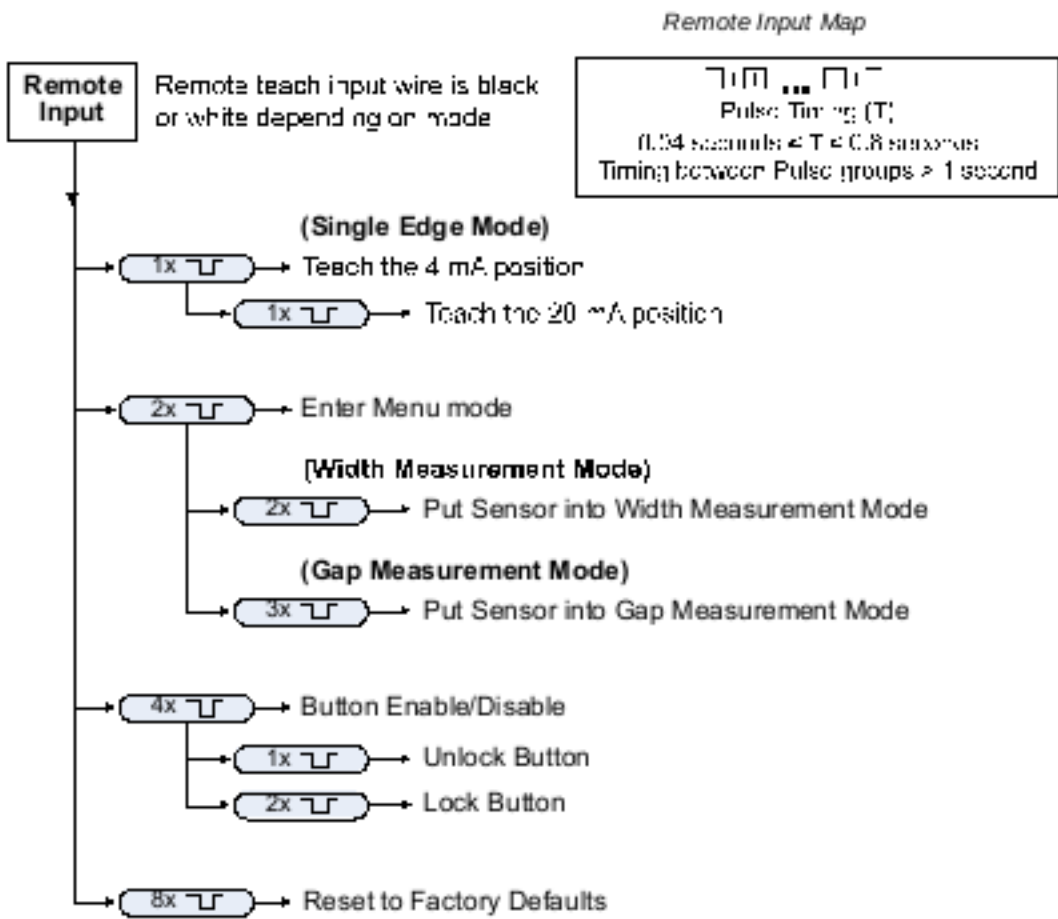 Remote Input Map
Remote
Input
Remote teach input wire is black
or white depending on mode
Pulse Timing (T)
0.04 seconds < T < 0.8 seconds
Timing between Pulse groups > 1 second
(Single Edge Mode)
1x Teach the 4 mA position
1x Teach the 20 mA position
2x Enter Menu mode
(Width Measurement Mode)
2x Put Sensor into Width Measurement Mode
(Gap Measurement Mode)
3x Put Sensor into Gap Measurement Mode
4x Button Enable/Disable
1x Unlock Button
2x Lock Button
8x Reset to Factory Defaults